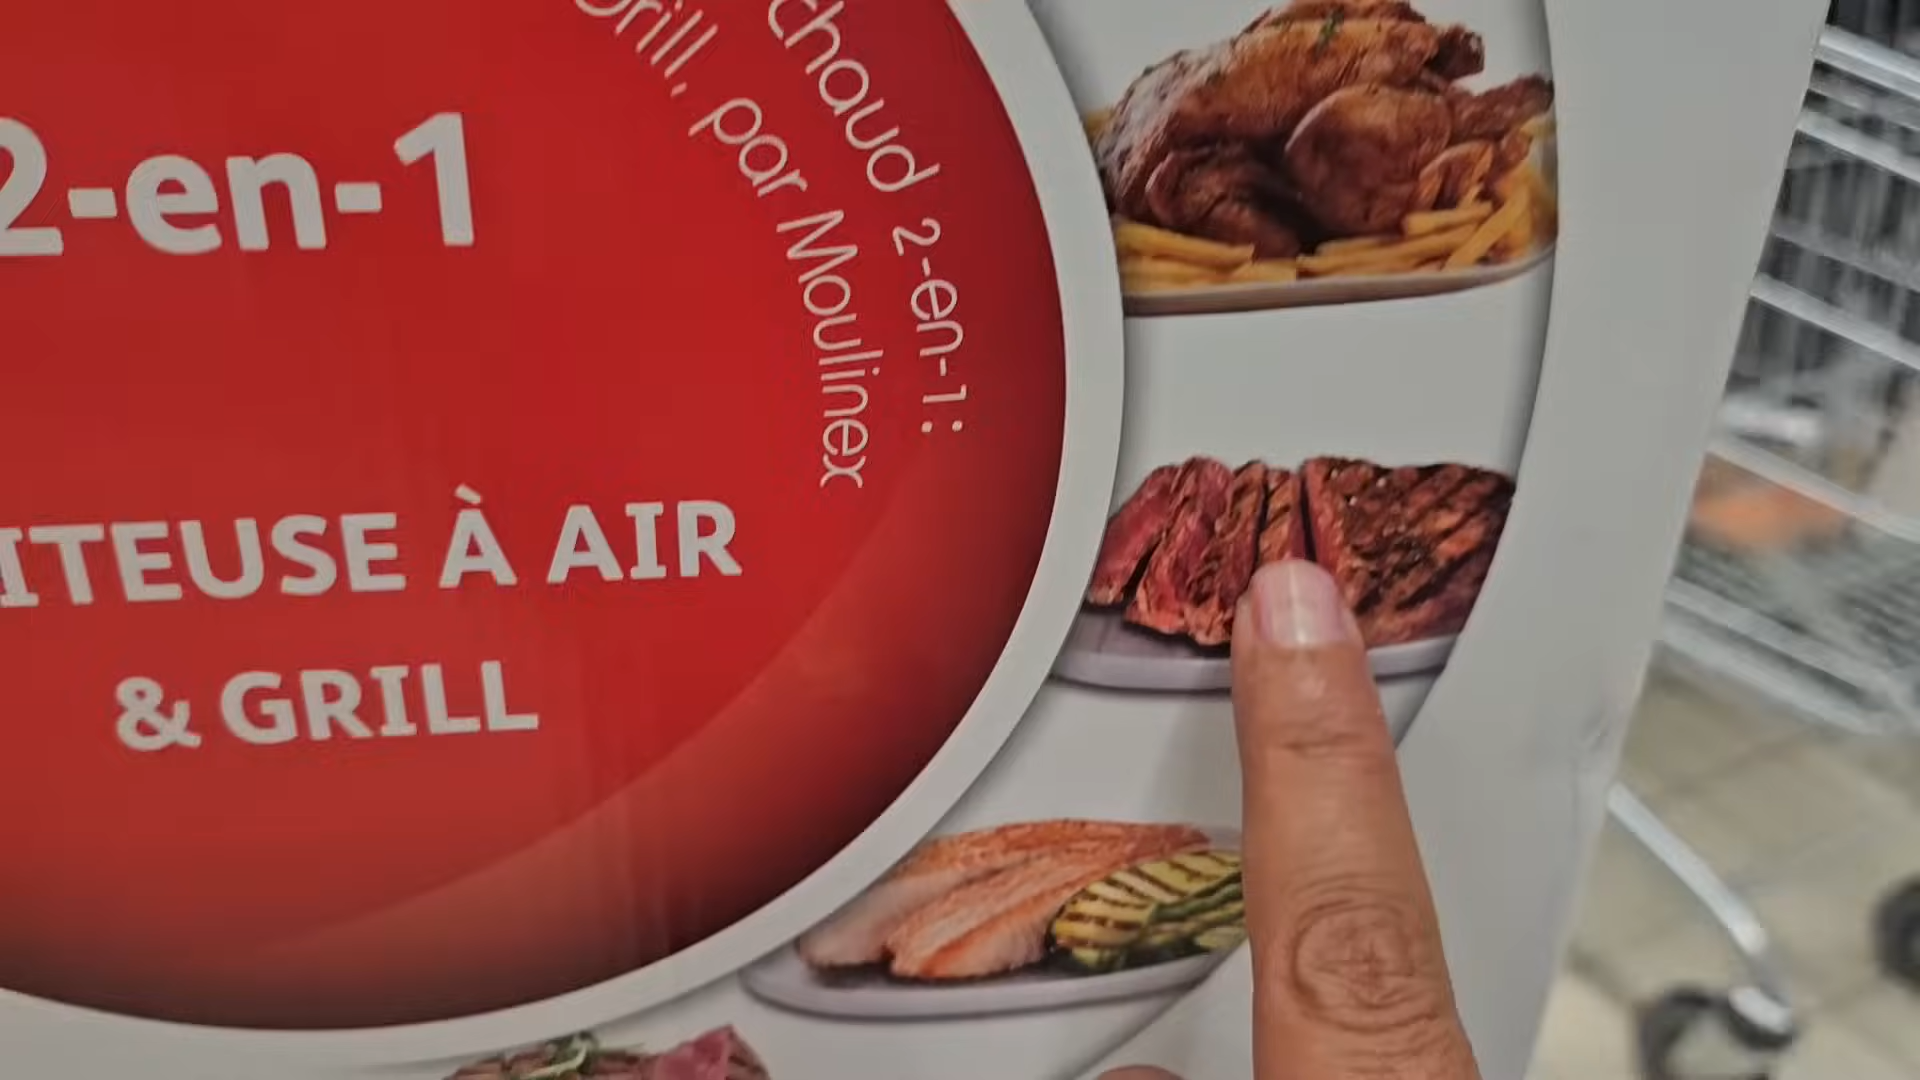 chaud 2-en-1:
Grill, par Moulinex
2-en-1
ITEUSE À AIR
& GRILL